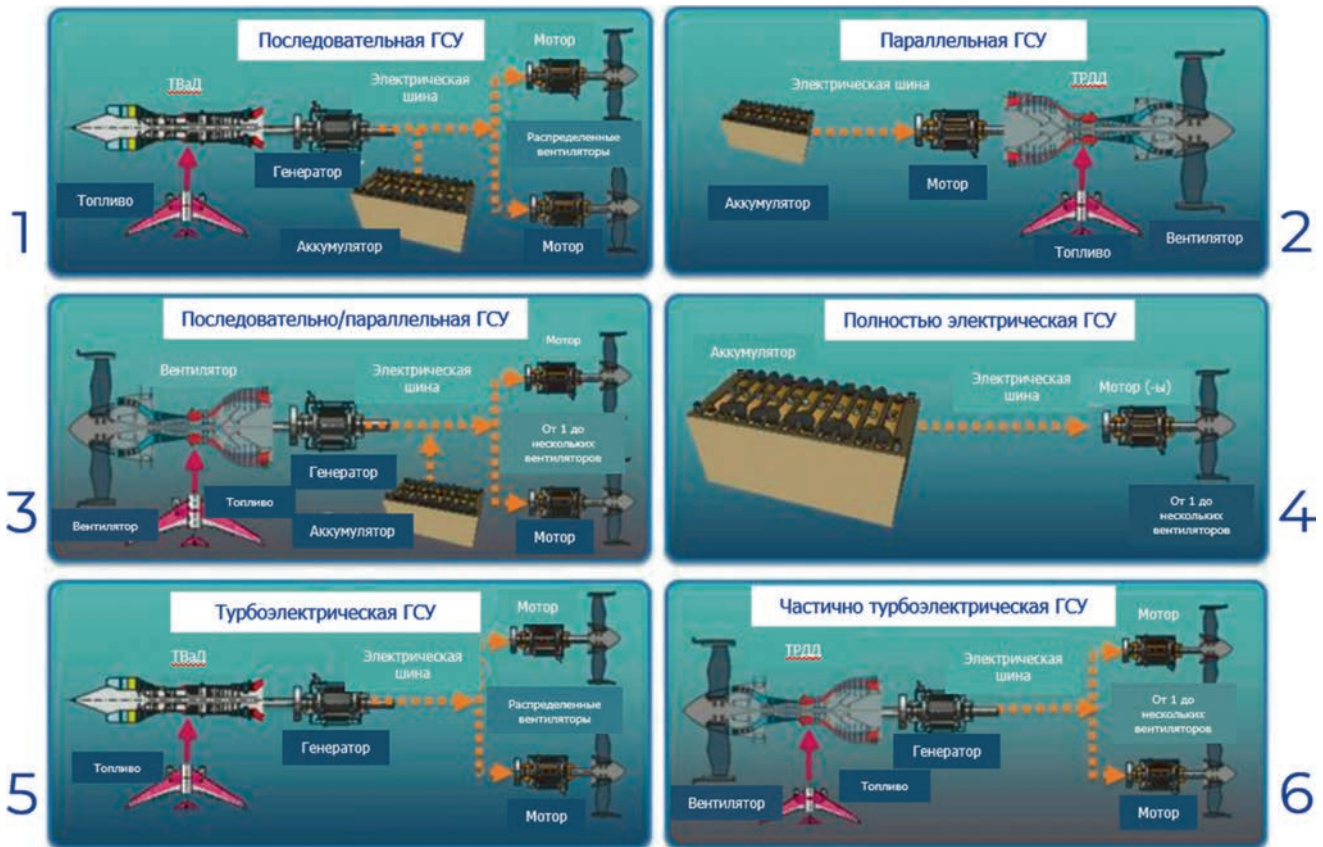 Последовательная ГСУ
Мотор
ТВаД
Электрическая
шина
Распределенные
вентиляторы
Генератор
Топливо
Аккумулятор
Мотор
1
Параллельная ГСУ
Электрическая шина
ТРДД
Мотор
Аккумулятор
Вентилятор
Топливо
2
Последовательно/параллельная ГСУ
Мотор
Вентилятор
Электрическая
шина
От 1 до
нескольких
вентиляторов
Генератор
Топливо
Вентилятор
Аккумулятор
Мотор
3
Полностью электрическая ГСУ
Аккумулятор
Электрическая
шина
Мотор (-ы)
От 1 до
нескольких
вентиляторов
4
Турбоэлектрическая ГСУ
Мотор
ТВаД
Электрическая
шина
Распределенные
вентиляторы
Генератор
Топливо
Мотор
5
Частично турбоэлектрическая ГСУ
Мотор
ТРДД
Электрическая
шина
От 1 до
нескольких
вентиляторов
Генератор
Топливо
Вентилятор
Мотор
6